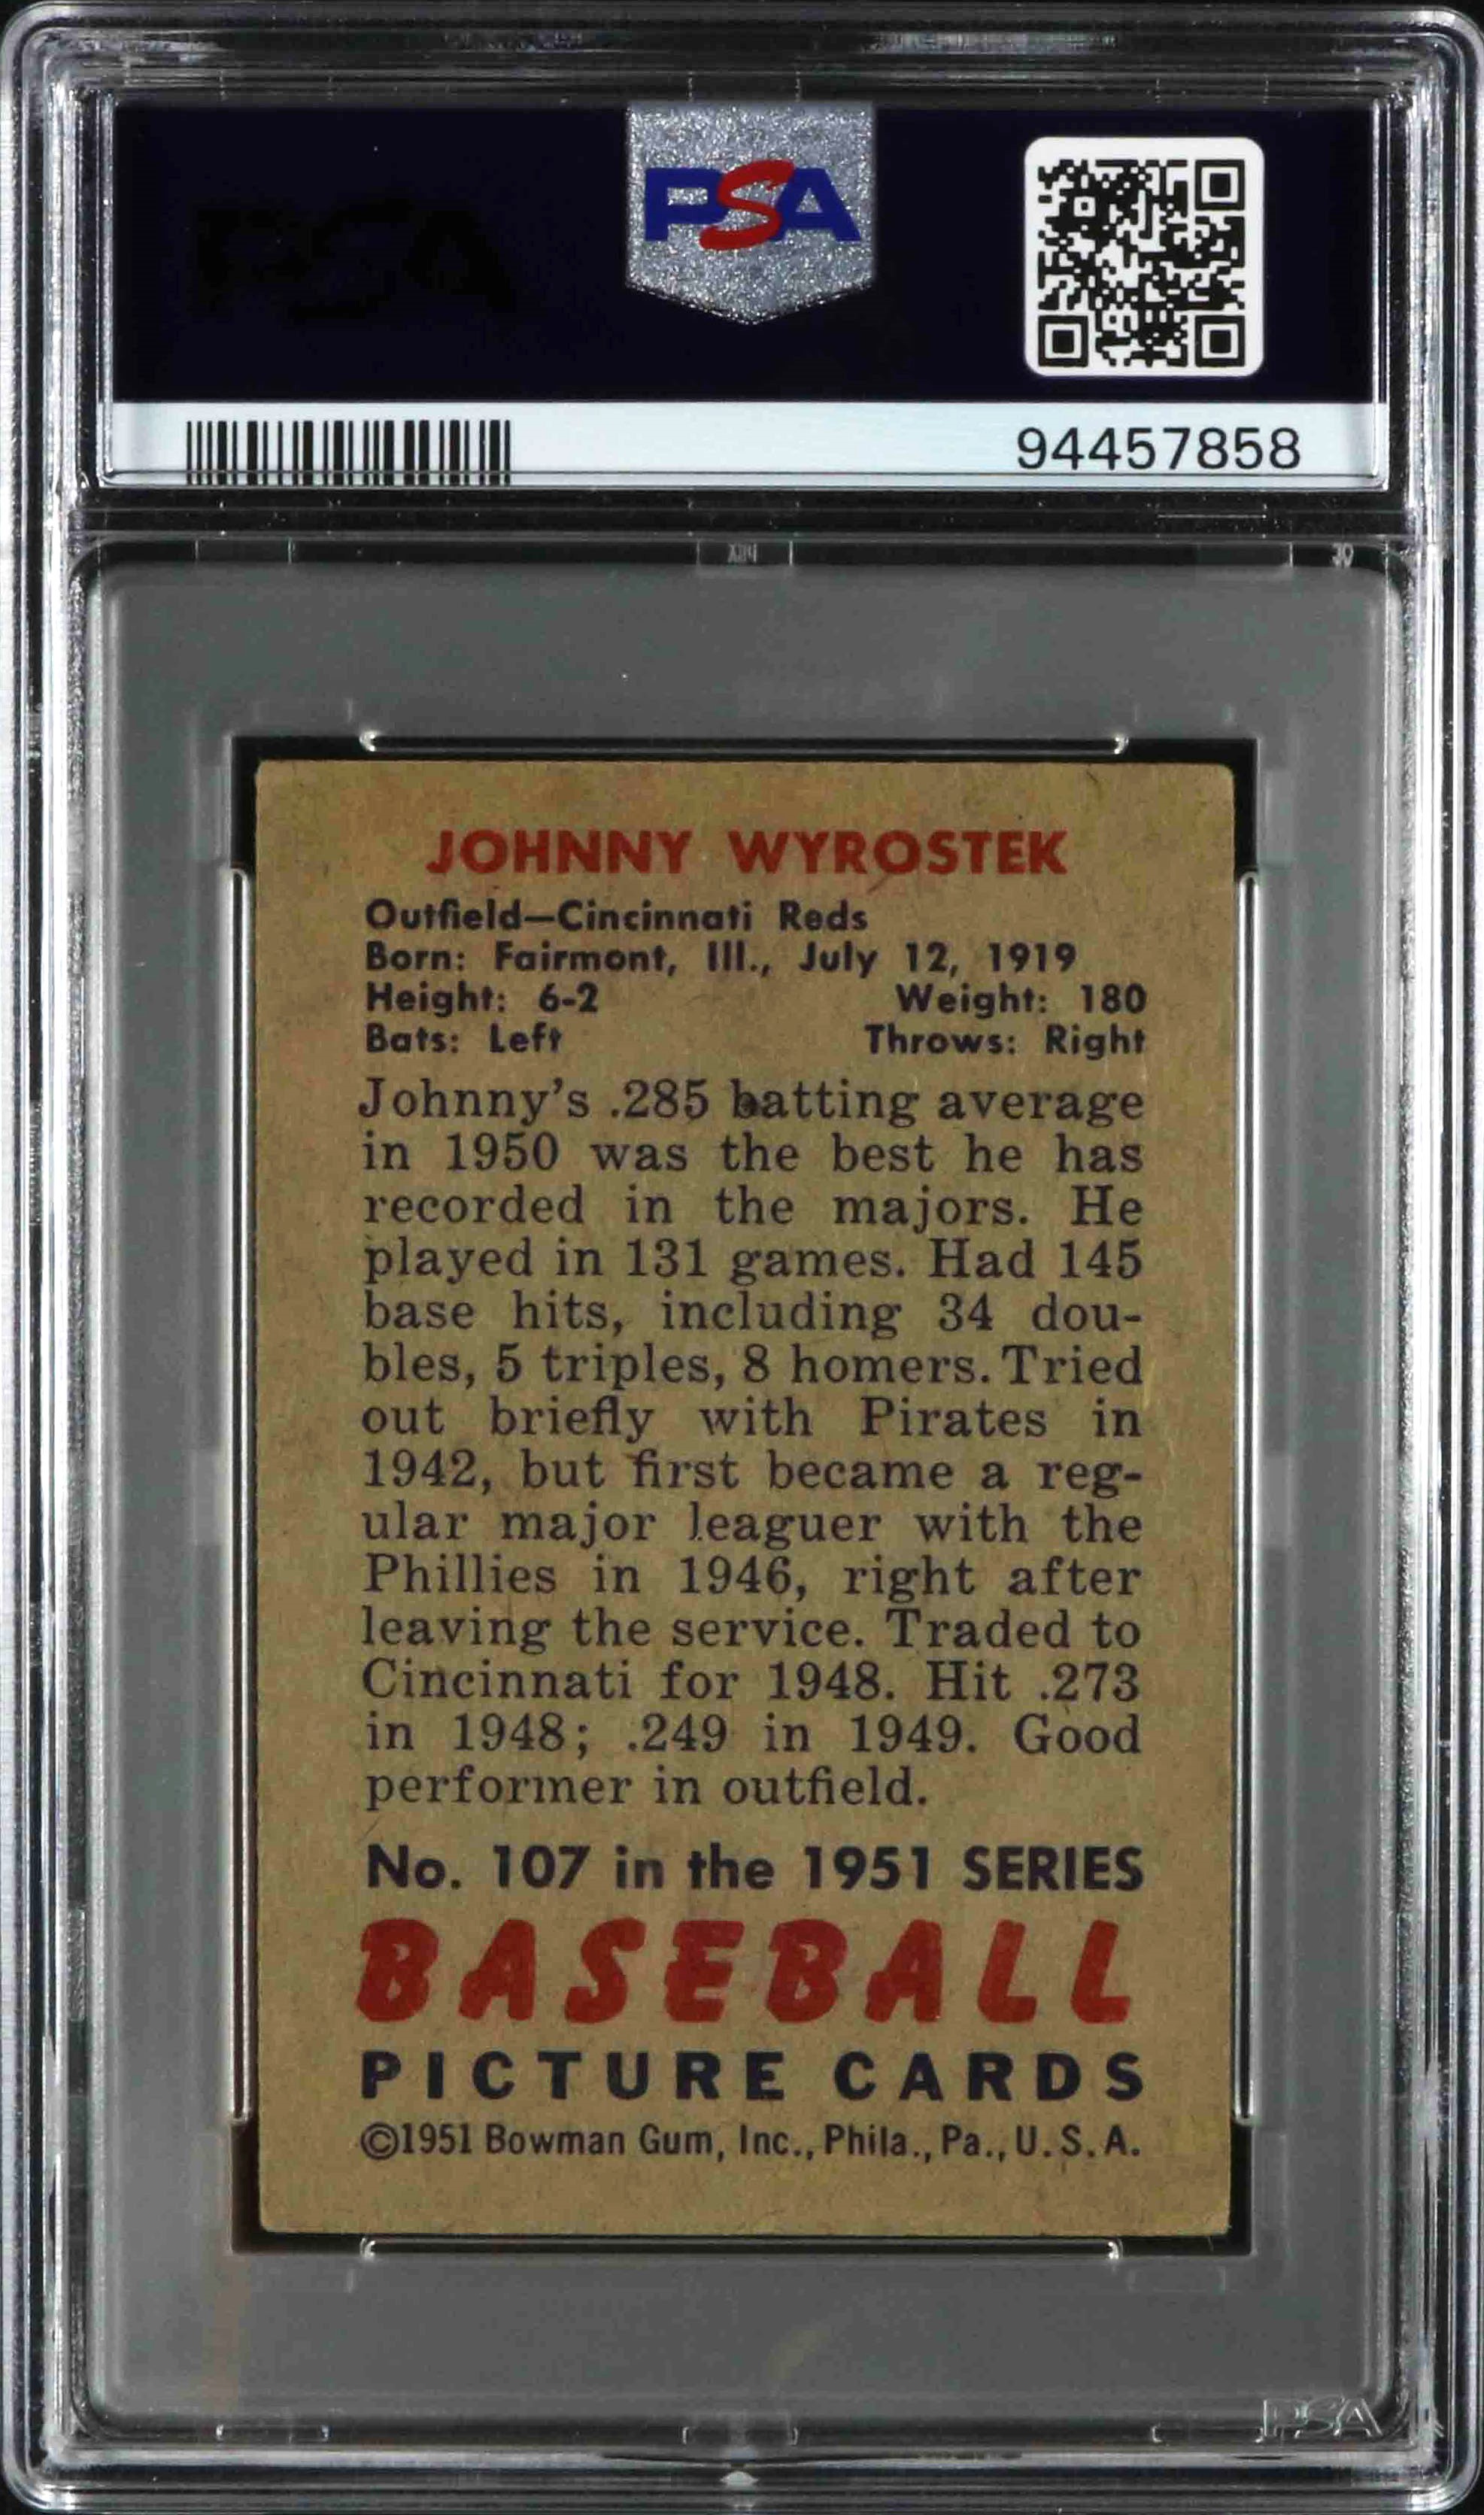 PSA
PSA
94457858
JOHNNY WYROSTEK
Outfield—Cincinnati Reds
Born: Fairmont, Ill., July 12, 1919
Height: 6-2 Weight: 180
Bats: Left Throws: Right
Johnny's .285 batting average
in 1950 was the best he has
recorded in the majors. He
played in 131 games. Had 145
base hits, including 34 dou-
bles, 5 triples, 8 homers. Tried
out briefly with Pirates in
1942, but first became a reg-
ular major leaguer with the
Phillies in 1946, right after
leaving the service. Traded to
Cincinnati for 1948. Hit .273
in 1948; .249 in 1949. Good
performer in outfield.
No. 107 in the 1951 SERIES
BASEBALL
PICTURE CARDS
©1951 Bowman Gum, Inc., Phila., Pa., U.S.A.
PSA